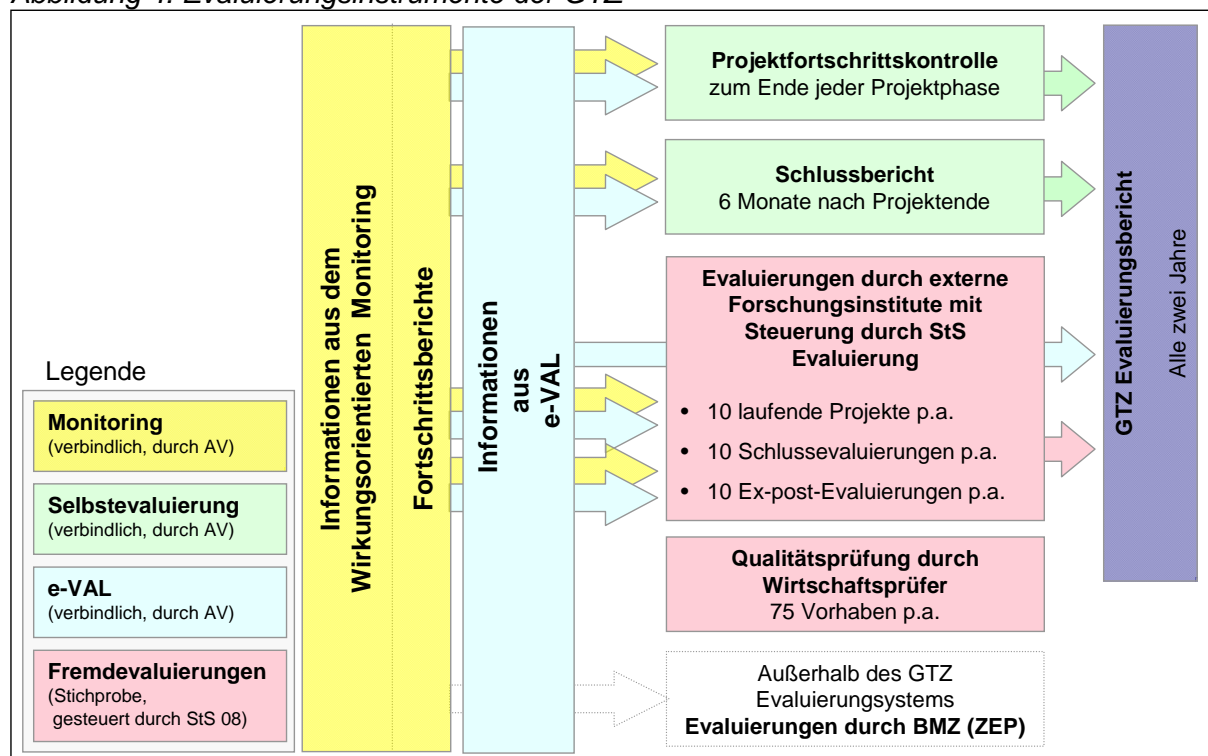 Abbildung 4: Evaluierungsinstrumente der GTZ
Informationen aus dem
Wirkungsorientierten Monitoring
Fortschrittsberichte
Informationen
aus
e-VAL
Projektfortschrittskontrolle
zum Ende jeder Projektphase
Schlussbericht
6 Monate nach Projektende
Evaluierungen durch externe
Forschungsinstitute mit
Steuerung durch StS
Evaluierung
• 10 laufende Projekte p.a.
• 10 Schlussevaluierungen p.a.
• 10 Ex-post-Evaluierungen p.a.
Qualitätsprüfung durch
Wirtschaftsprüfer
75 Vorhaben p.a.
Außerhalb des GTZ
Evaluierungsystems
Evaluierungen durch BMZ (ZEP)
GTZ Evaluierungsbericht
Alle zwei Jahre
Legende
Monitoring
(verbindlich, durch AV)
Selbstevaluierung
(verbindlich, durch AV)
e-VAL
(verbindlich, durch AV)
Fremdevaluierungen
(Stichprobe,
gesteuert durch StS 08)